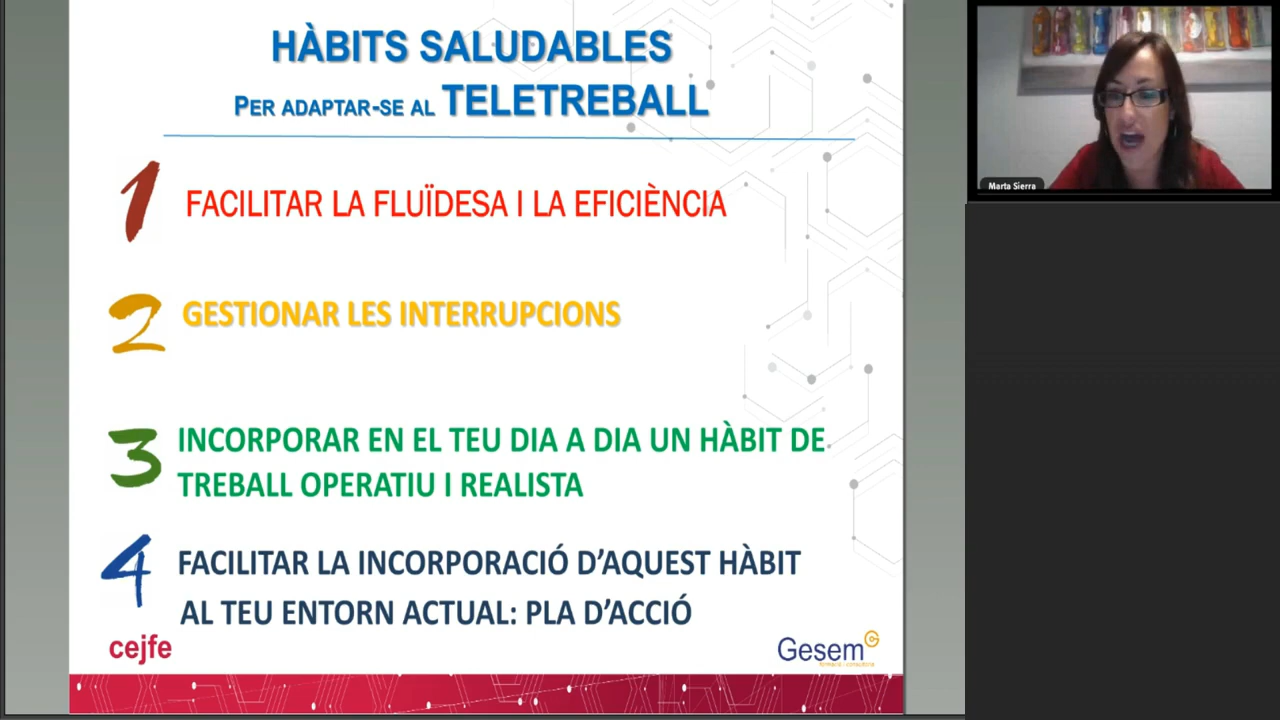 HÀBITS SALUDABLES
PER ADAPTAR-SE AL TELETREBALL
1 FACILITAR LA FLUÏDESA I LA EFICIÈNCIA
2 GESTIONAR LES INTERRUPCIONS
3 INCORPORAR EN EL TEU DIA A DIA UN HÀBIT DE
TREBALL OPERATIU I REALISTA
4 FACILITAR LA INCORPORACIÓ D’AQUEST HÀBIT
AL TEU ENTORN ACTUAL: PLA D’ACCIÓ
cejfe
Gesem
formació i consultoria
Marta Sierra